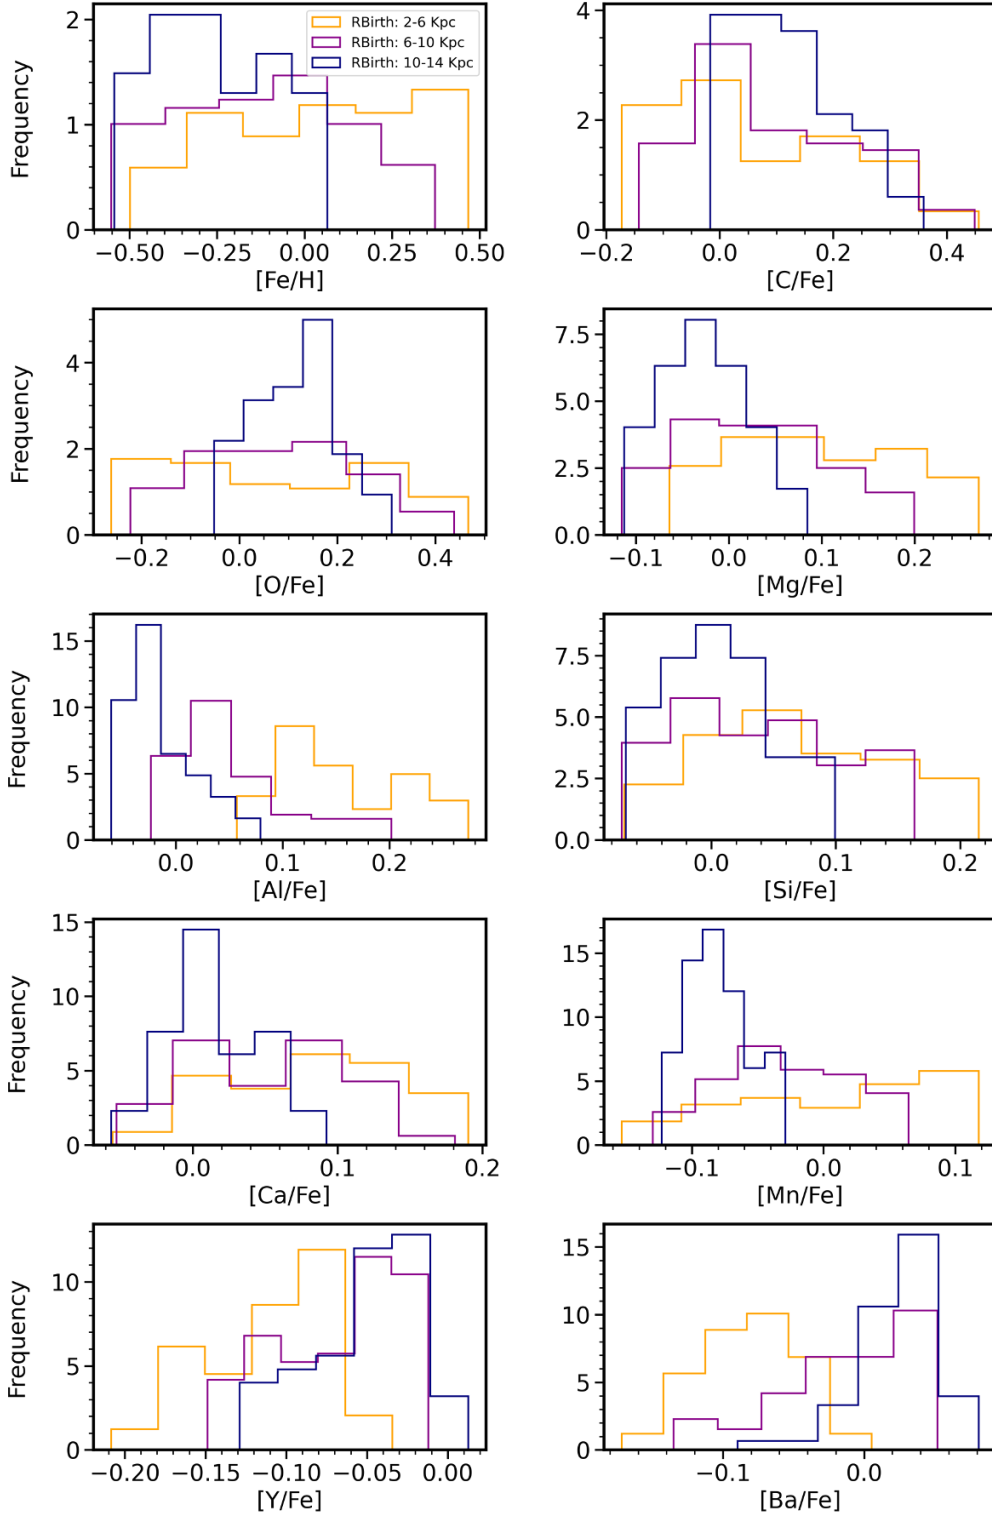 RBirth: 2-6 Kpc
RBirth: 6-10 Kpc
RBirth: 10-14 Kpc
Frequency
2
1
0
−0.50 −0.25 0.00 0.25 0.50
[Fe/H]
4
2
0
−0.2 0.0 0.2 0.4
[C/Fe]
Frequency
4
2
0
−0.2 0.0 0.2 0.4
[O/Fe]
7.5
5.0
2.5
0.0
−0.1 0.0 0.1 0.2
[Mg/Fe]
Frequency
15
10
5
0
0.0 0.1 0.2
[Al/Fe]
7.5
5.0
2.5
0.0
0.0 0.1 0.2
[Si/Fe]
Frequency
15
10
5
0
0.0 0.1 0.2
[Ca/Fe]
15
10
5
0
−0.1 0.0 0.1
[Mn/Fe]
Frequency
10
5
0
−0.20 −0.15 −0.10 −0.05 0.00
[Y/Fe]
15
10
5
0
−0.1 0.0
[Ba/Fe]